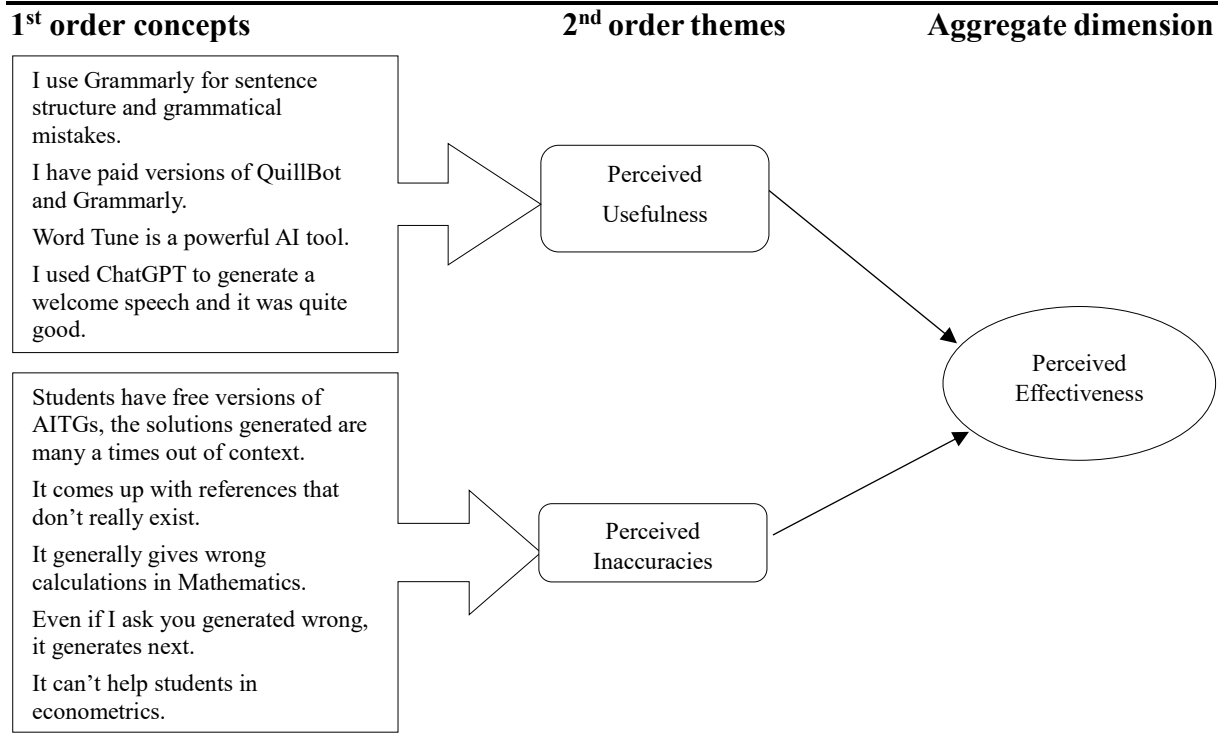 1st order concepts 2nd order themes Aggregate dimension
I use Grammarly for sentence
structure and grammatical
mistakes.
I have paid versions of QuillBot
and Grammarly.
Word Tune is a powerful AI tool.
I used ChatGPT to generate a
welcome speech and it was quite
good.
Perceived
Usefulness
Students have free versions of
AITGs, the solutions generated are
many a times out of context.
It comes up with references that
don’t really exist.
It generally gives wrong
calculations in Mathematics.
Even if I ask you generated wrong,
it generates next.
It can’t help students in
econometrics.
Perceived
Inaccuracies
Perceived
Effectiveness